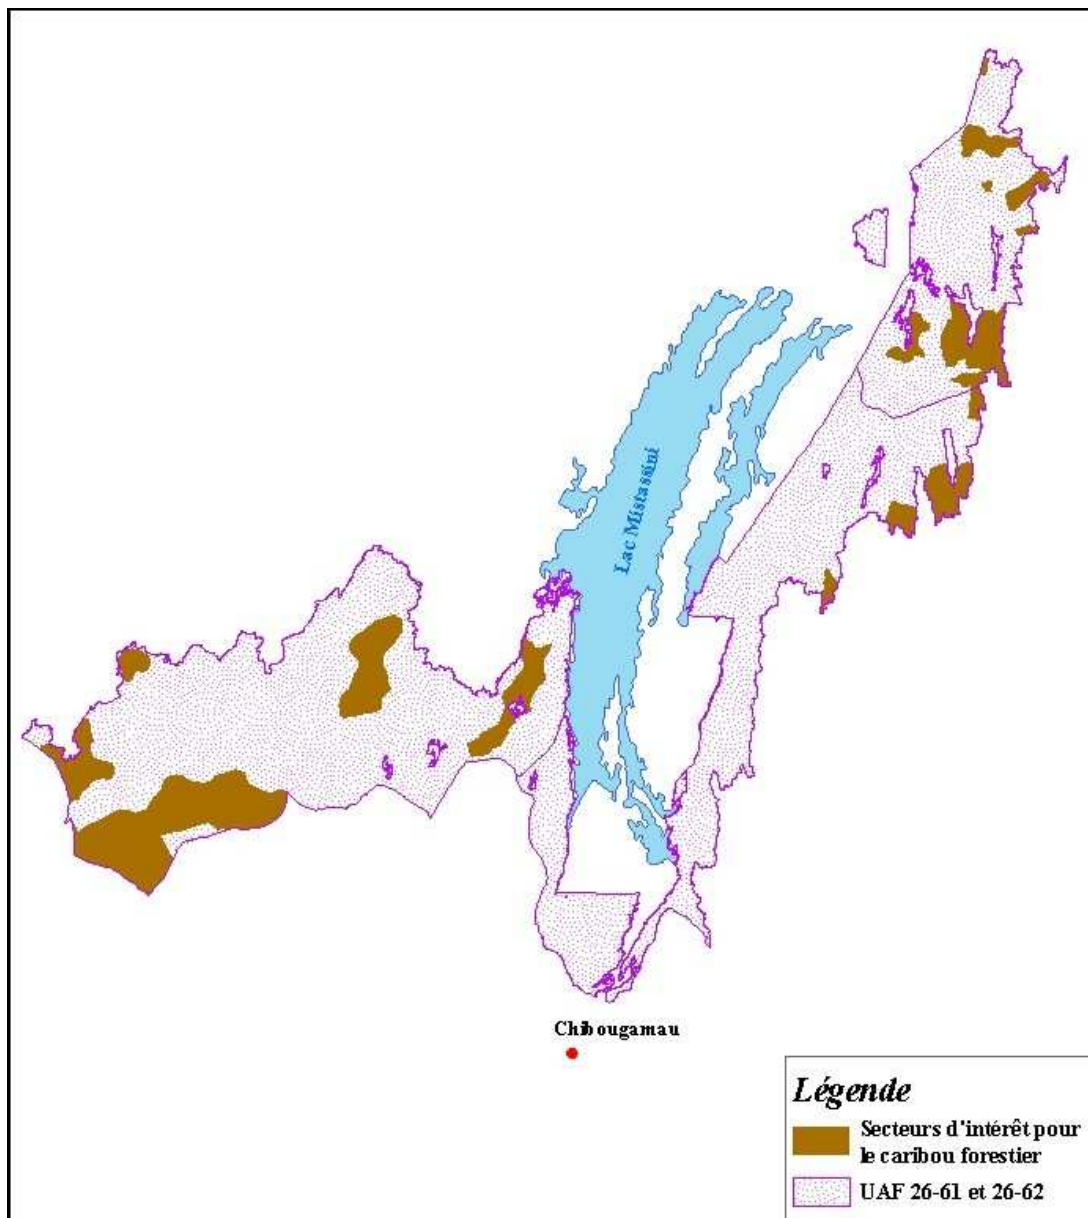 Lac Mistassini
Chibougamau
Légende
Secteurs d'intérêt pour
le caribou forestier
UAF 26-61 et 26-62